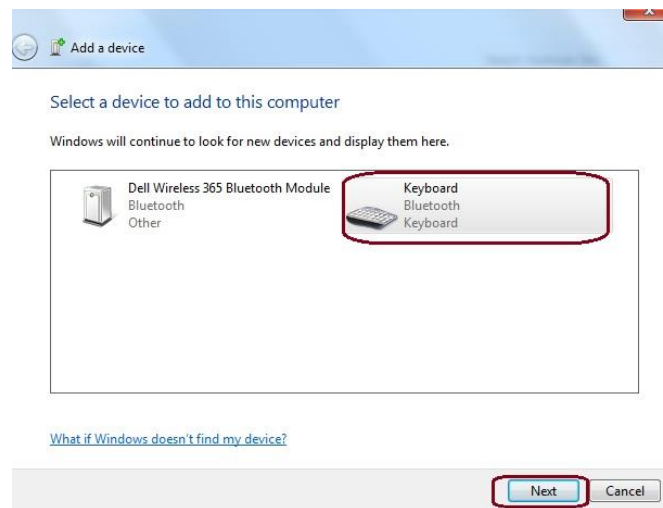 Add a device
Select a device to add to this computer
Windows will continue to look for new devices and display them here.
Dell Wireless 365 Bluetooth Module
Bluetooth
Other
Keyboard
Bluetooth
Keyboard
What if Windows doesn't find my device?
Next
Cancel